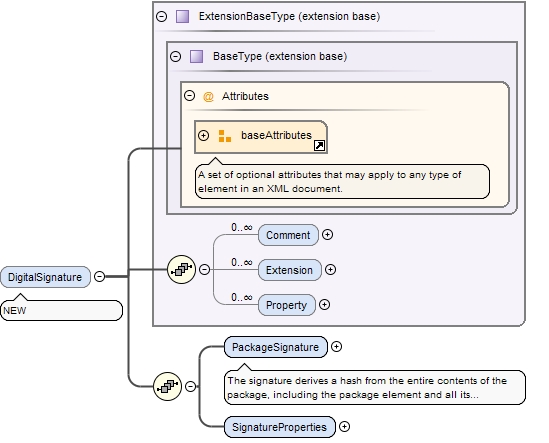 ExtensionBaseType (extension base)
BaseType (extension base)
@ Attributes
baseAttributes
A set of optional attributes that may apply to any type of
element in an XML document.
0..∞
Comment
0..∞
Extension
0..∞
Property
DigitalSignature
NEW
PackageSignature
The signature derives a hash from the entire contents of the
package, including the package element and all its...
SignatureProperties